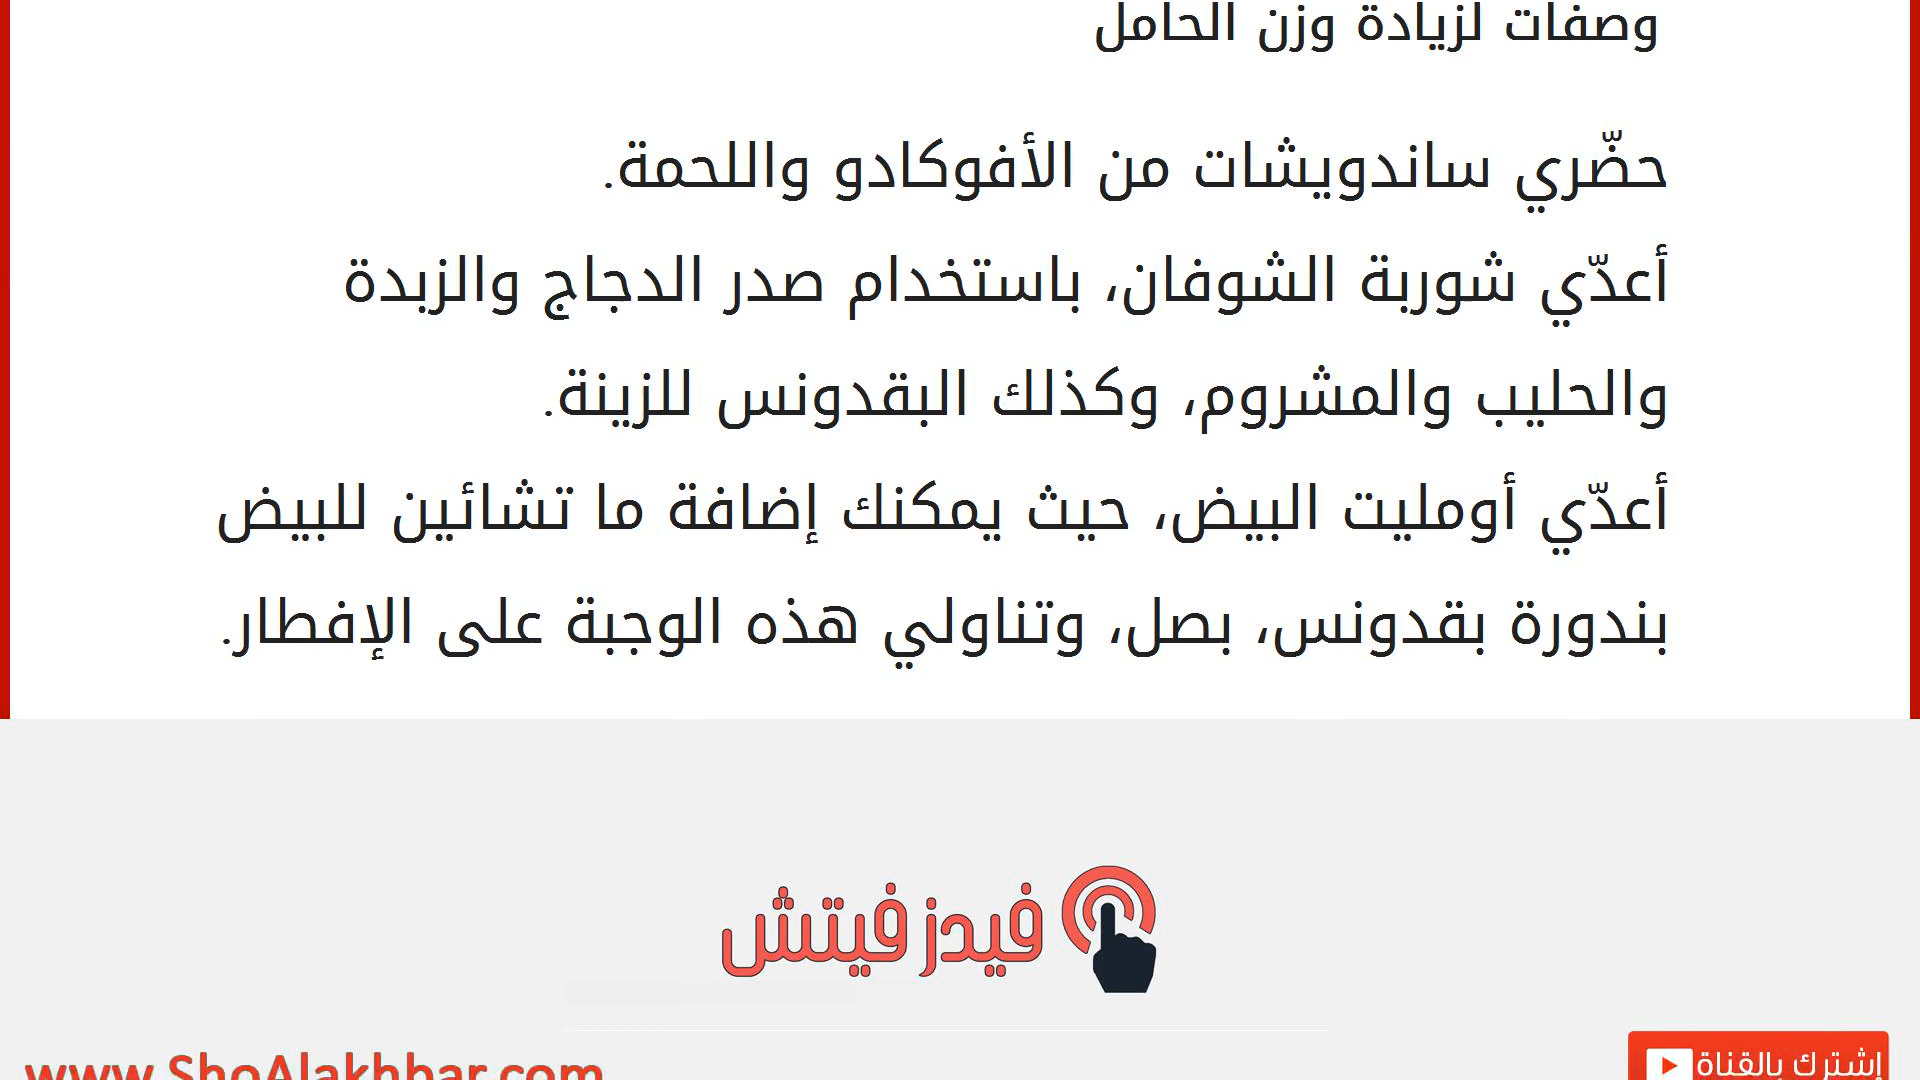 وصفات لزيادة وزن الحامل
حضّري ساندويشات من الأفوكادو واللحمة.
أعدّي شوربة الشوفان، باستخدام صدر الدجاج والزبدة
والحليب والمشروم، وكذلك البقدونس للزينة.
أعدّي أومليت البيض، حيث يمكنك إضافة ما تشائين للبيض
بندورة بقدونس، بصل، وتناولي هذه الوجبة على الإفطار.
فيدز فيتش
www.ShoAlakhbar.com
إشترك بالقناة